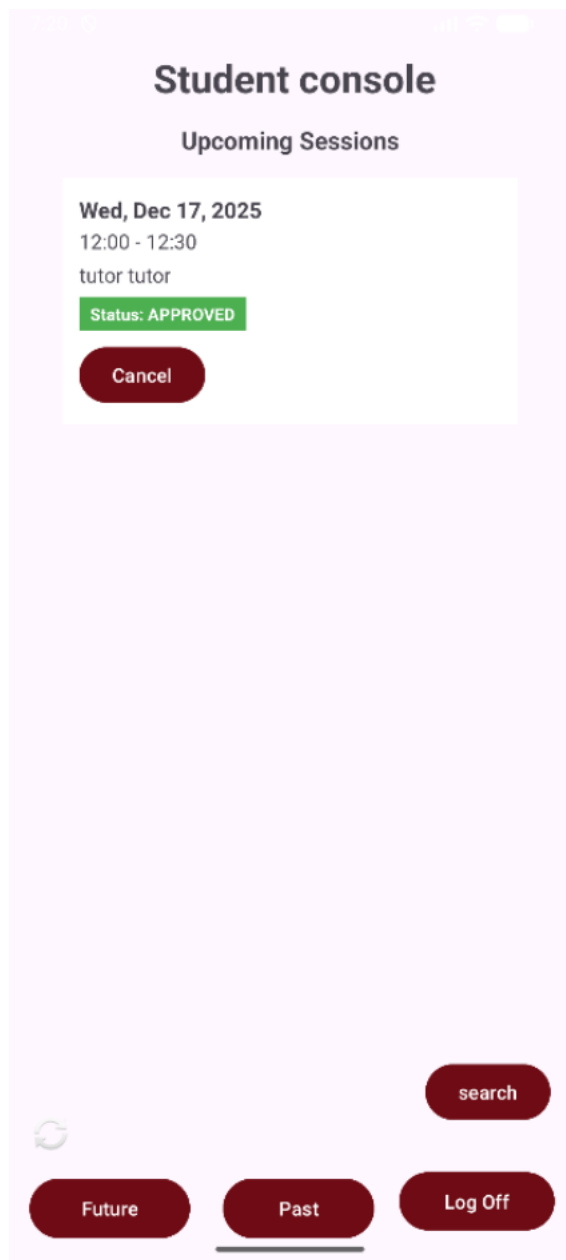 Student console
Upcoming Sessions
Wed, Dec 17, 2025
12:00 - 12:30
tutor tutor
Status: APPROVED
Cancel
search
Future
Past
Log Off